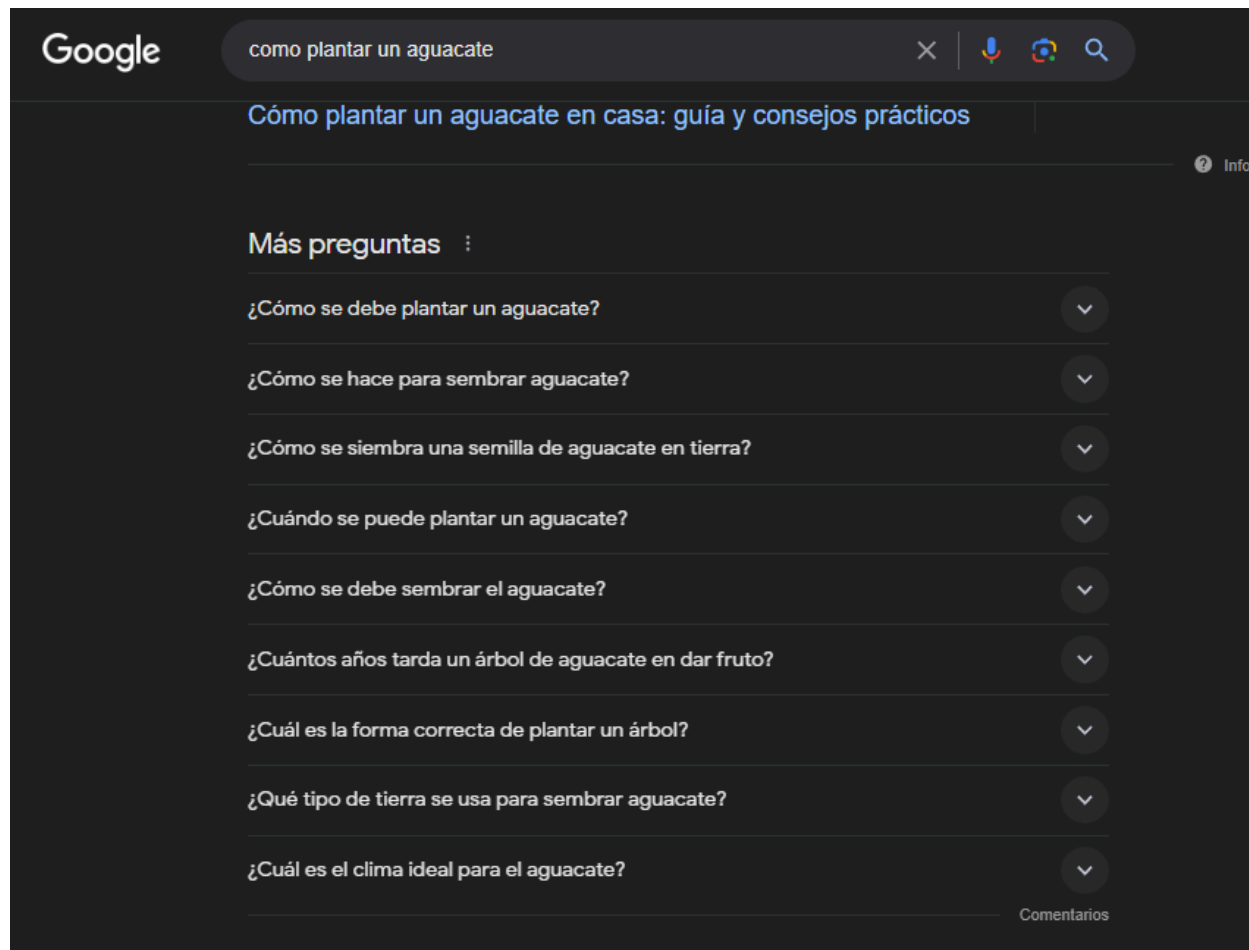 Google
como plantar un aguacate
Cómo plantar un aguacate en casa: guía y consejos prácticos
Info
Más preguntas
¿Cómo se debe plantar un aguacate?
¿Cómo se hace para sembrar aguacate?
¿Cómo se siembra una semilla de aguacate en tierra?
¿Cuándo se puede plantar un aguacate?
¿Cómo se debe sembrar el aguacate?
¿Cuántos años tarda un árbol de aguacate en dar fruto?
¿Cuál es la forma correcta de plantar un árbol?
¿Qué tipo de tierra se usa para sembrar aguacate?
¿Cuál es el clima ideal para el aguacate?
Comentarios